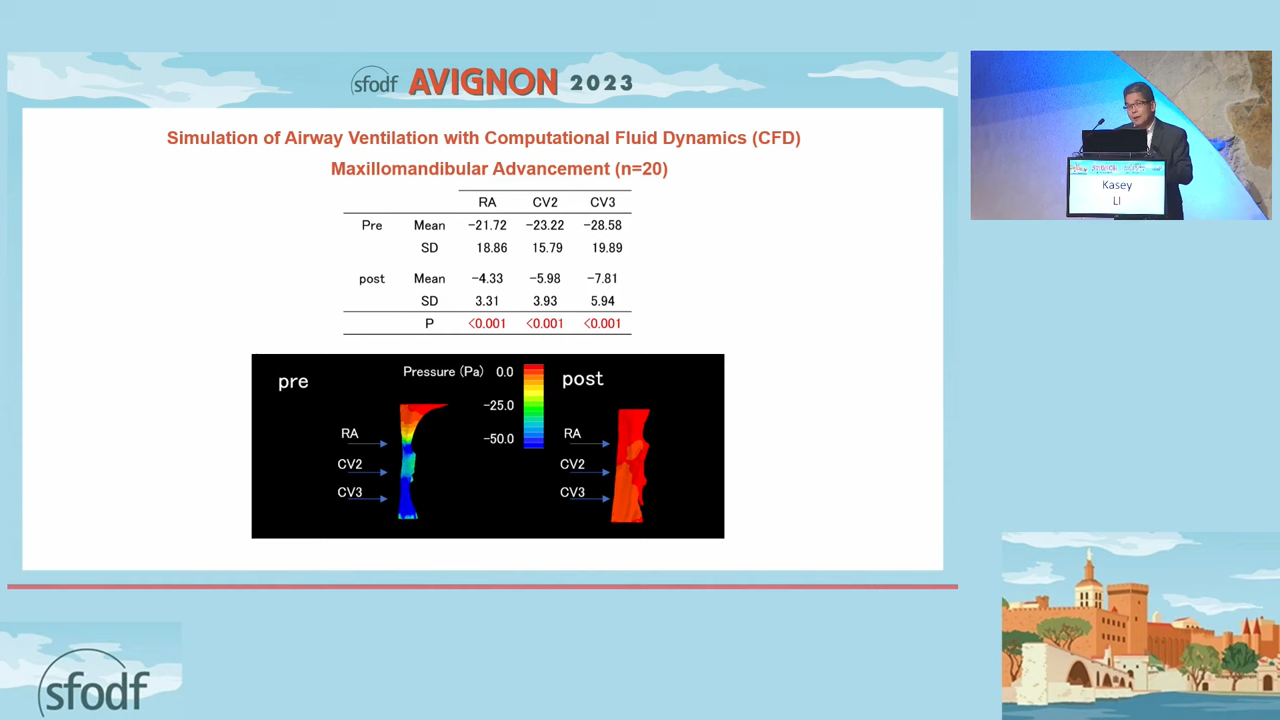 sfodf AVIGNON 2023
Simulation of Airway Ventilation with Computational Fluid Dynamics (CFD)
Maxillomandibular Advancement (n=20)
RA CV2 CV3
Pre Mean −21.72 −23.22 −28.58
SD 18.86 15.79 19.89
post Mean −4.33 −5.98 −7.81
SD 3.31 3.93 5.94
P <0.001 <0.001 <0.001
pre
Pressure (Pa) 0.0
−25.0
−50.0
RA
CV2
CV3
post
RA
CV2
CV3
AVIGNON
Kasey
LI
sfodf